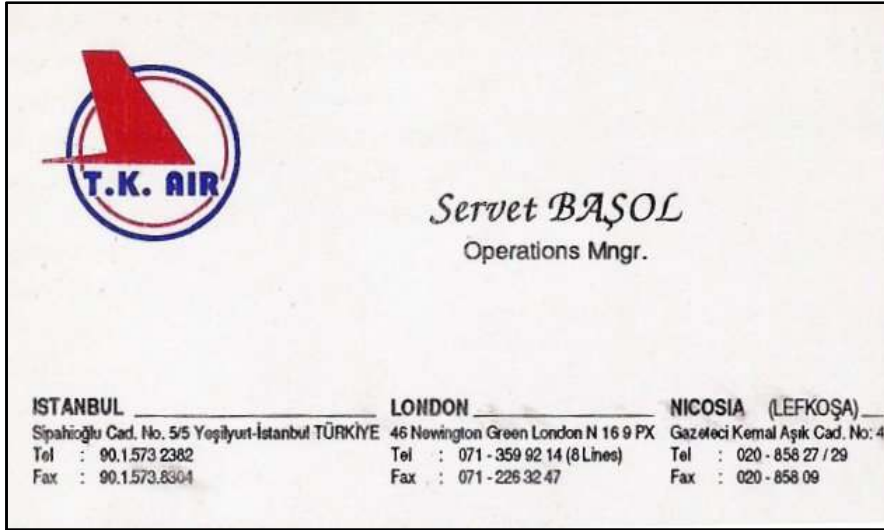 T.K. AIR
Servet BAŞOL
Operations Mngr.
ISTANBUL
Sipahioğlu Cad. No. 5/5 Yeşilyurt-İstanbul TÜRKİYE
Tel : 90.1.573 2382
Fax : 90.1.573.8304
LONDON
46 Newington Green London N 16 9 PX
Tel : 071 - 359 92 14 (8 Lines)
Fax : 071 - 226 32 47
NICOSIA (LEFKOŞA)
Gazeteci Kemal Aşık Cad. No: 4
Tel : 020 - 858 27 / 29
Fax : 020 - 858 09